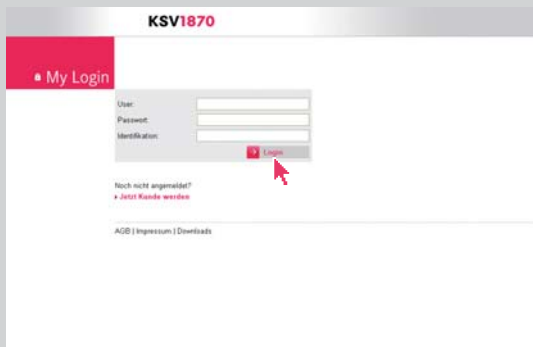 KSV1870
My Login
User:
Passwort:
Identifikation:
Login
Noch nicht angemeldet?
Jetzt Kunde werden
AGB | Impressum | Downloads